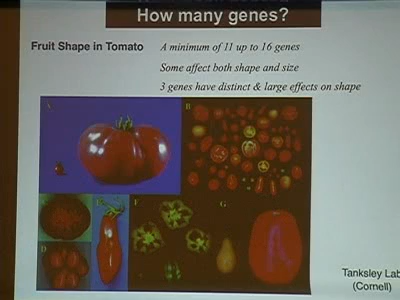 How many genes?
Fruit Shape in Tomato
A minimum of 11 up to 16 genes
Some affect both shape and size
3 genes have distinct & large effects on shape
A
B
C
D
E
F
G
Tanksley Lab
(Cornell)